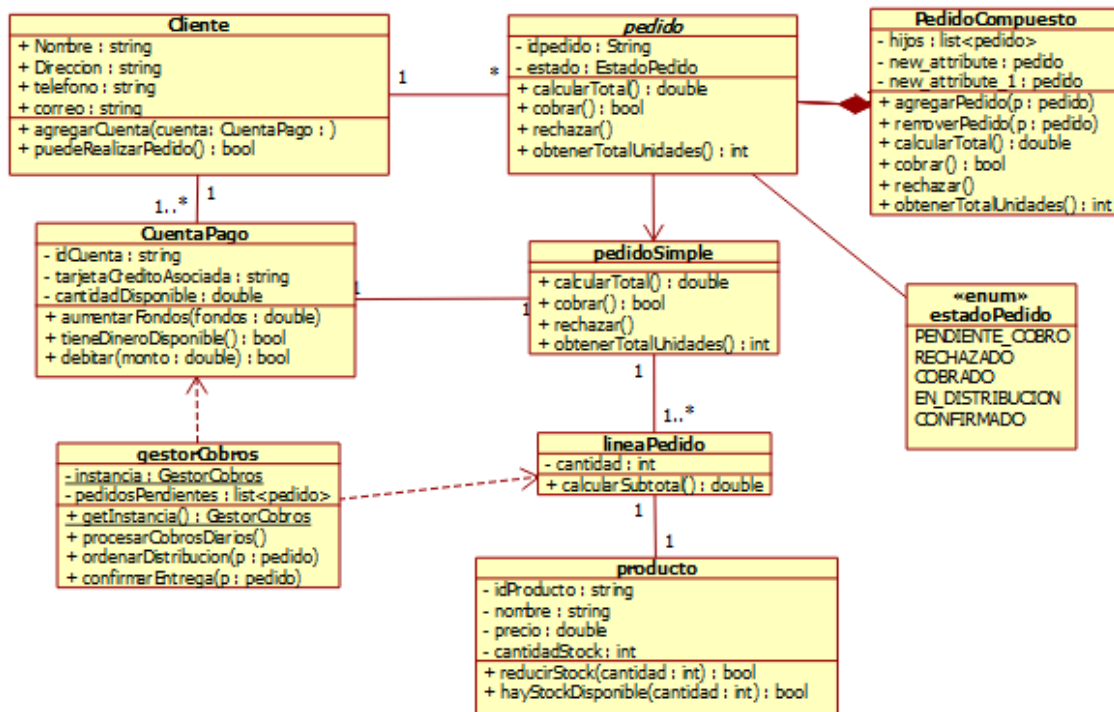 Cliente
+ Nombre : string
+ Direccion : string
+ telefono : string
+ correo : string
+ agregarCuenta(cuenta: CuentaPago : )
+ puedeRealizarPedido() : bool
1
*
pedido
- idpedido : String
- estado : EstadoPedido
+ calcularTotal() : double
+ cobrar() : bool
+ rechazar()
+ obtenerTotalUnidades() : int
PedidoCompuesto
- hijos : list<pedido>
- new_attribute : pedido
- new_attribute_1 : pedido
+ agregarPedido(p : pedido)
+ removerPedido(p : pedido)
+ calcularTotal() : double
+ cobrar() : bool
+ rechazar()
+ obtenerTotalUnidades() : int
1
1..*
CuentaPago
- idCuenta : string
- tarjetaCreditoAsociada : string
- cantidadDisponible : double
+ aumentarFondos(fondos : double)
+ tieneDineroDisponible() : bool
+ debitar(monto : double) : bool
1
1
pedidoSimple
+ calcularTotal() : double
+ cobrar() : bool
+ rechazar()
+ obtenerTotalUnidades() : int
«enum»
estadoPedido
PENDIENTE_COBRO
RECHAZADO
COBRADO
EN_DISTRIBUCION
CONFIRMADO
1
1..*
gestorCobros
- instancia : GestorCobros
- pedidosPendientes : list<pedido>
+ getInstancia() : GestorCobros
+ procesarCobrosDiarios()
+ ordenarDistribucion(p : pedido)
+ confirmarEntrega(p : pedido)
lineaPedido
- cantidad : int
+ calcularSubtotal() : double
1
1
producto
- idProducto : string
- nombre : string
- precio : double
- cantidadStock : int
+ reducirStock(cantidad : int) : bool
+ hayStockDisponible(cantidad : int) : bool